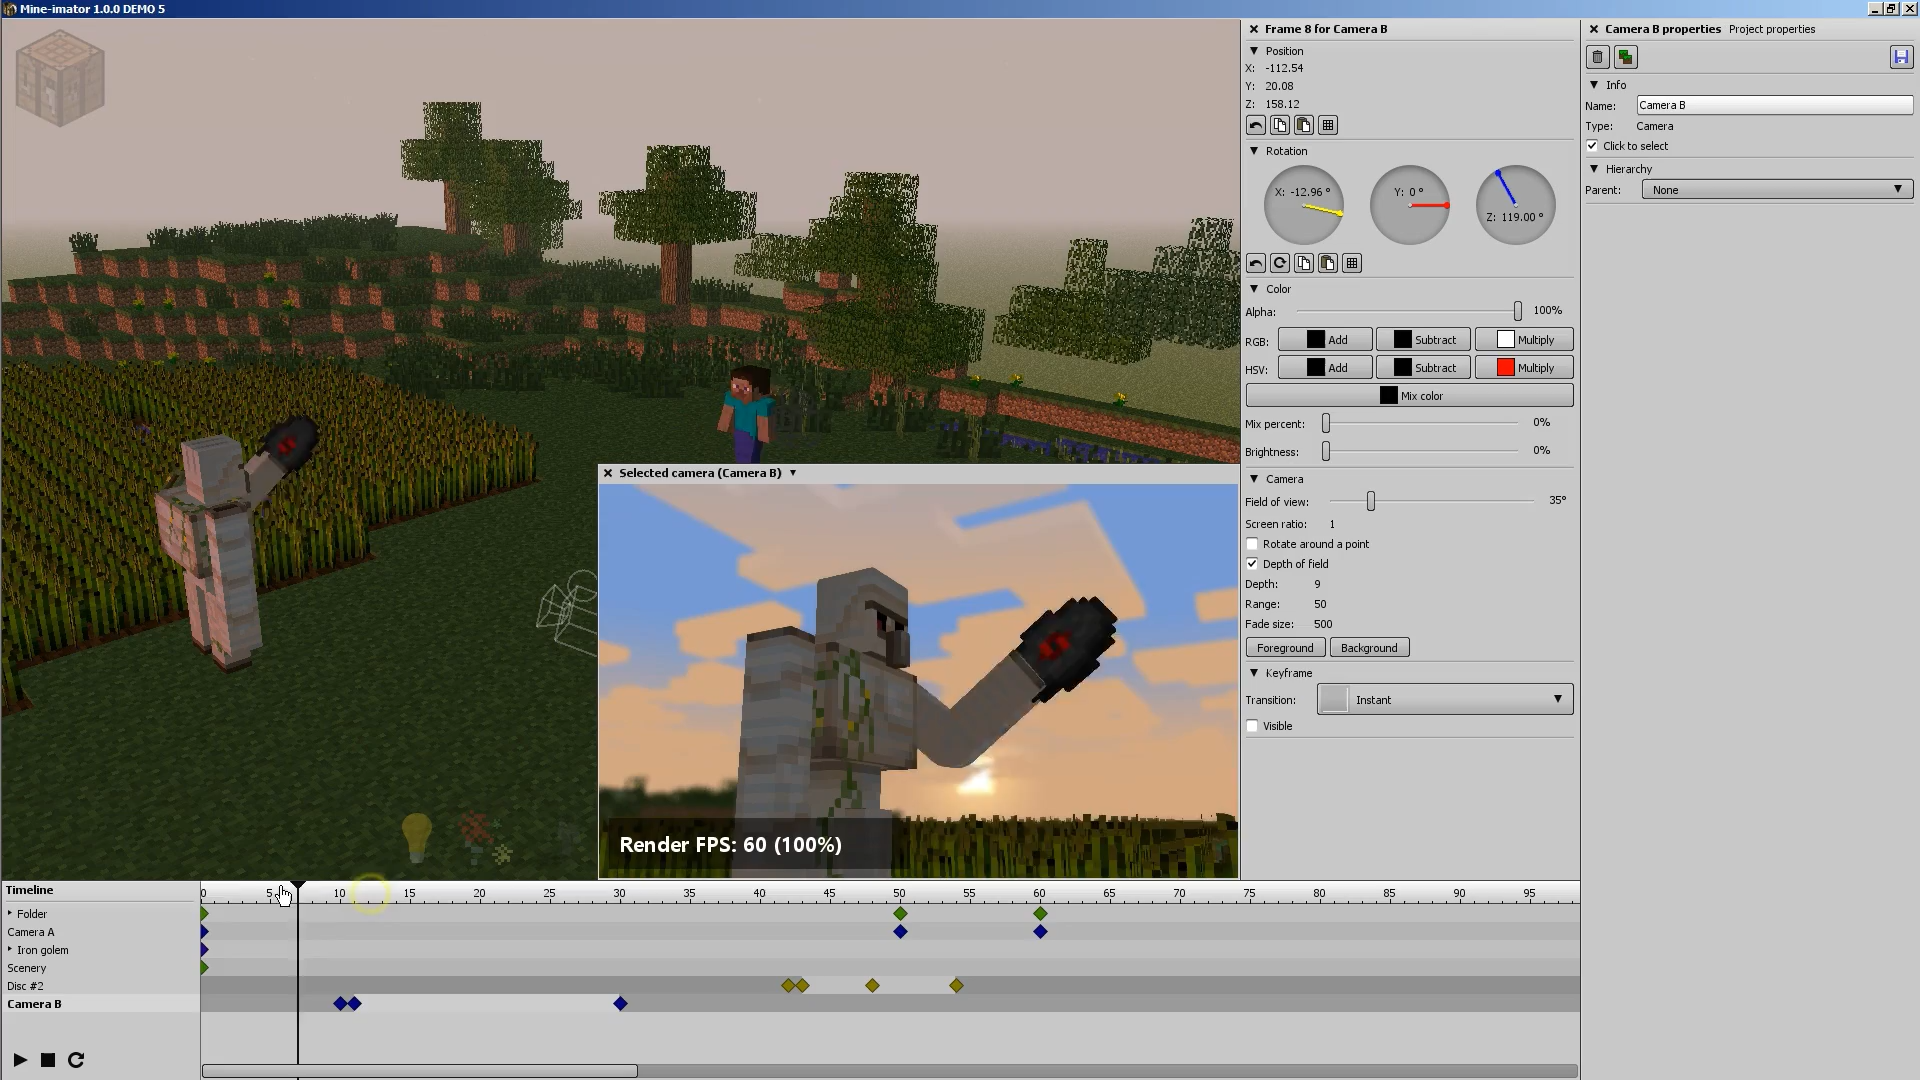 Mine-imator 1.0.0 DEMO 5
Frame 8 for Camera B
Position
X: -112.54
Y: 20.08
Z: 158.12
Rotation
X: -12.96 °
Y: 0 °
Z: 119.00 °
Color
Alpha: 100%
RGB: Add Subtract Multiply
HSV: Add Subtract Multiply
Mix color
Mix percent: 0%
Brightness: 0%
Camera
Field of view: 35°
Screen ratio: 1
Rotate around a point
Depth of field
Depth: 9
Range: 50
Fade size: 500
Foreground Background
Keyframe
Transition: Instant
Visible
Camera B properties Project properties
Info
Name: Camera B
Type: Camera
Click to select
Hierarchy
Parent: None
Selected camera (Camera B)
Render FPS: 60 (100%)
Timeline
0 5 10 15 20 25 30 35 40 45 50 55 60 65 70 75 80 85 90 95
Folder
Camera A
Iron golem
Scenery
Disc #2
Camera B